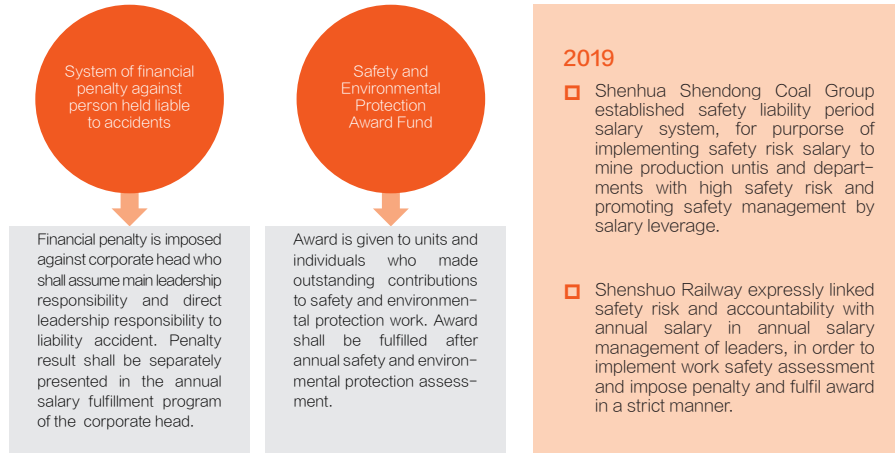 System of financial
penalty against
person held liable
to accidents
Financial penalty is imposed
against corporate head who
shall assume main leadership
responsibility and direct
leadership responsibility to
liability accident. Penalty
result shall be separately
presented in the annual
salary fulfillment program
of the corporate head.
Safety and
Environmental
Protection
Award Fund
Award is given to units and
individuals who made
outstanding contributions
to safety and environmen-
tal protection work. Award
shall be fulfilled after
annual safety and environ-
mental protection assess-
ment.
2019
Shenhua Shendong Coal Group
established safety liability period
salary system, for purporse of
implementing safety risk salary to
mine production untis and depart-
ments with high safety risk and
promoting safety management by
salary leverage.
Shenshuo Railway expressly linked
safety risk and accountability with
annual salary in annual salary
management of leaders, in order to
implement work safety assessment
and impose penalty and fulfil award
in a strict manner.